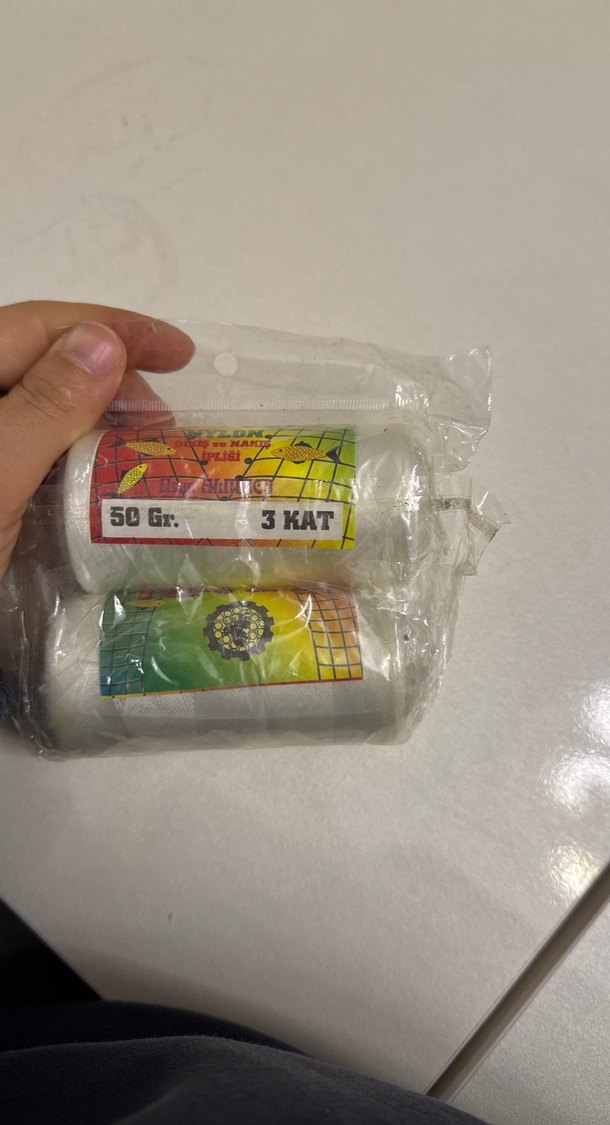 NYLON
DİKİŞ ve NAKIŞ
İPLİĞİ
50 Gr. 3 KAT